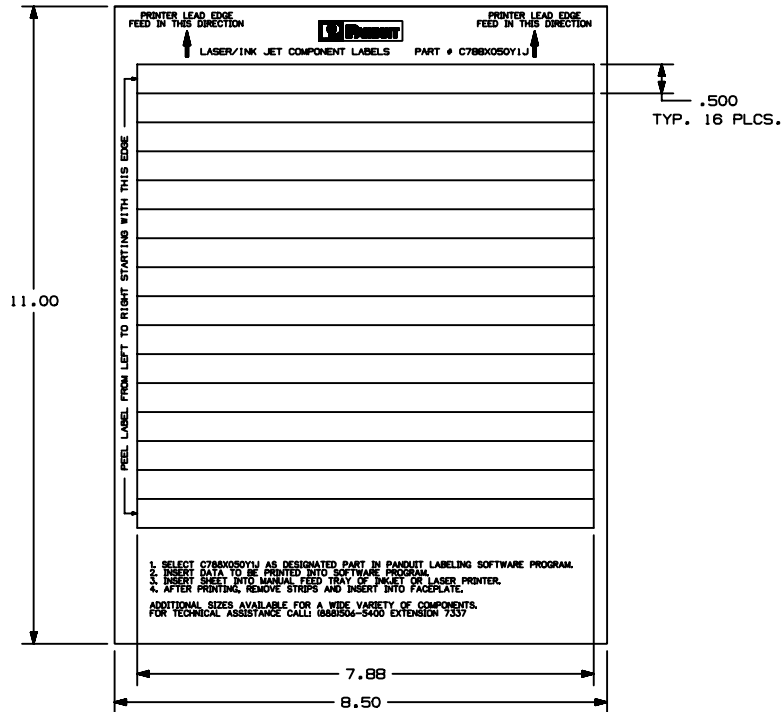 PRINTER LEAD EDGE
FEED IN THIS DIRECTION
PANDUIT
PRINTER LEAD EDGE
FEED IN THIS DIRECTION
LASER/INK JET COMPONENT LABELS PART # C788X050Y1J
.500
TYP. 16 PLCS.
PEEL LABEL FROM LEFT TO RIGHT STARTING WITH THIS EDGE
11.00
1. SELECT C788X050Y1J AS DESIGNATED PART IN PANDUIT LABELING SOFTWARE PROGRAM.
2. INSERT DATA TO BE PRINTED INTO SOFTWARE PROGRAM.
3. INSERT SHEET INTO MANUAL FEED TRAY OF INKJET OR LASER PRINTER.
4. AFTER PRINTING, REMOVE STRIPS AND INSERT INTO FACEPLATE.
ADDITIONAL SIZES AVAILABLE FOR A WIDE VARIETY OF COMPONENTS.
FOR TECHNICAL ASSISTANCE CALL: (888)506-5400 EXTENSION 7337
7.88
8.50